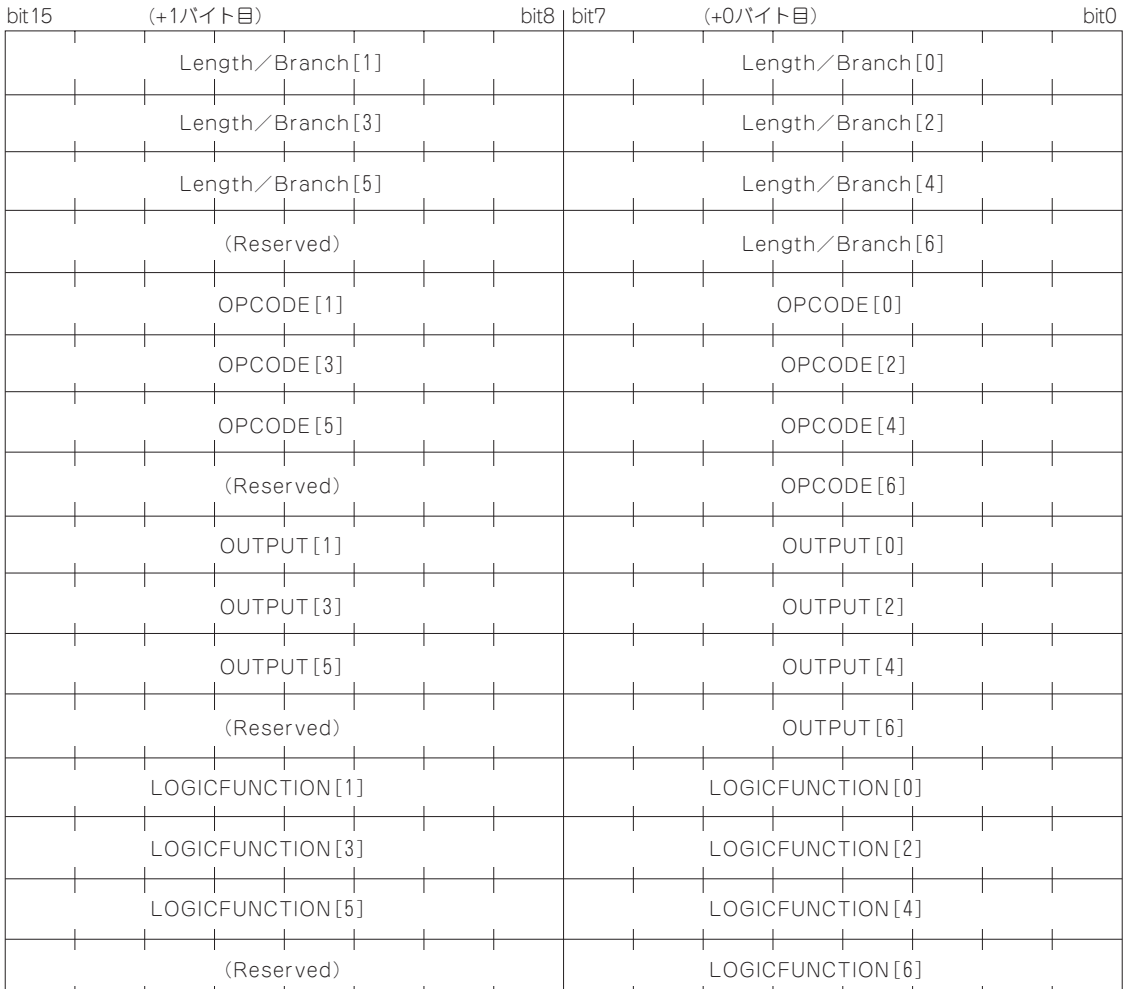 bit15 (+1バイト目) bit8 bit7 (+0バイト目) bit0
Length／Branch[1] Length／Branch[0]
Length／Branch[3] Length／Branch[2]
Length／Branch[5] Length／Branch[4]
(Reserved) Length／Branch[6]
OPCODE[1] OPCODE[0]
OPCODE[3] OPCODE[2]
OPCODE[5] OPCODE[4]
(Reserved) OPCODE[6]
OUTPUT[1] OUTPUT[0]
OUTPUT[3] OUTPUT[2]
OUTPUT[5] OUTPUT[4]
(Reserved) OUTPUT[6]
LOGICFUNCTION[1] LOGICFUNCTION[0]
LOGICFUNCTION[3] LOGICFUNCTION[2]
LOGICFUNCTION[5] LOGICFUNCTION[4]
(Reserved) LOGICFUNCTION[6]